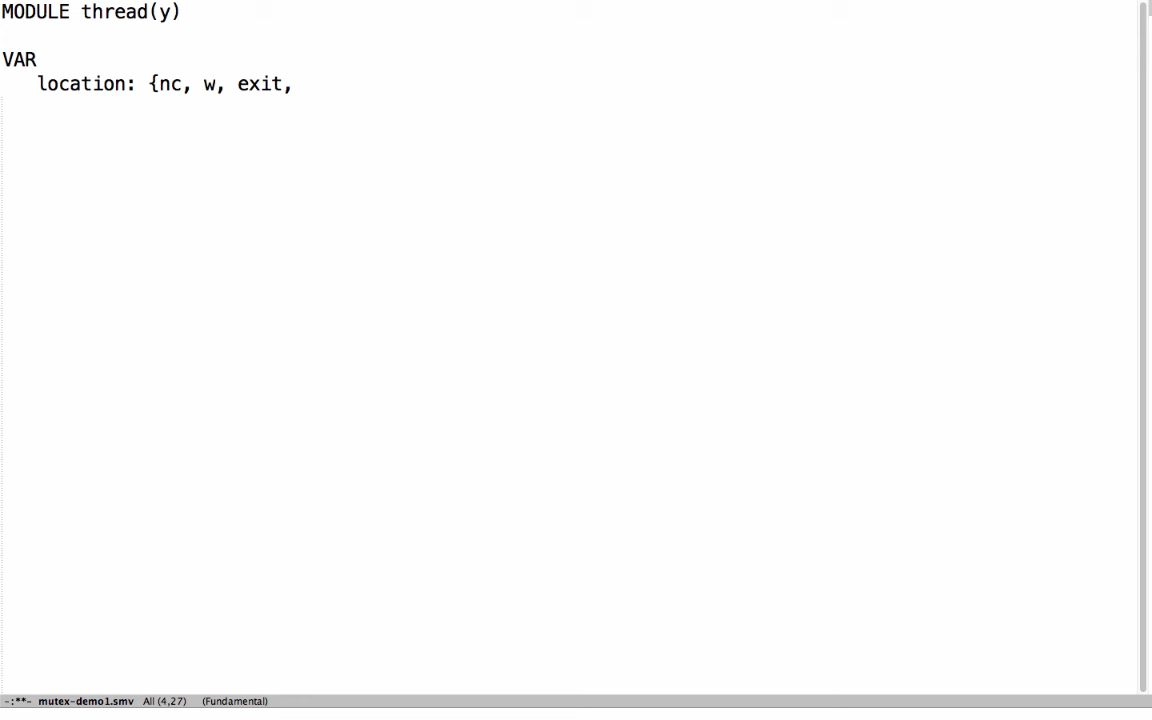 MODULE thread(y)
VAR
location: {nc, w, exit,
-:**- mutex-demo1.smv All (4,27) (Fundamental)